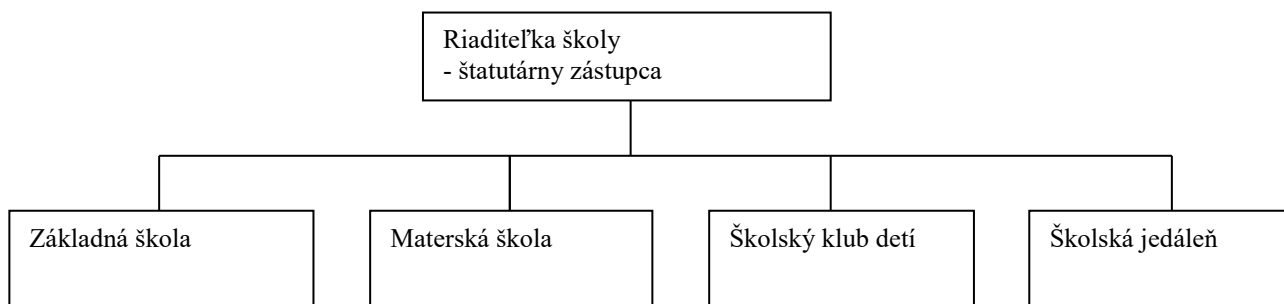 Riaditeľka školy
- štatutárny zástupca
Základná škola
Materská škola
Školský klub detí
Školská jedáleň